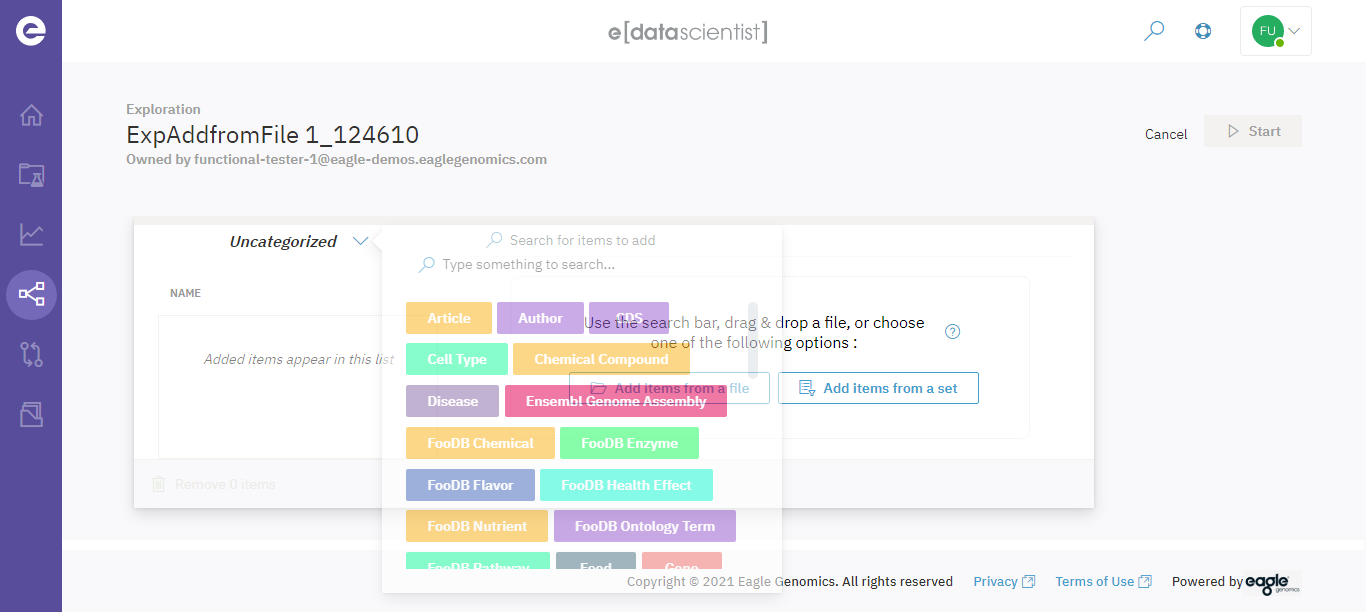 e[datascientist]
FU
Exploration
ExpAddfromFile 1_124610
Owned by functional-tester-1@eagle-demos.eaglegenomics.com
Cancel
Start
Uncategorized
Search for items to add
Type something to search...
NAME
Article
Author
CDS
Use the search bar, drag & drop a file, or choose
one of the following options :
Added items appear in this list
Cell Type
Chemical Compound
Add items from a file
Add items from a set
Disease
Ensembl Genome Assembly
FooDB Chemical
FooDB Enzyme
FooDB Flavor
FooDB Health Effect
Remove 0 items
FooDB Nutrient
FooDB Ontology Term
FooDB Pathway
Food
Gene
Copyright © 2021 Eagle Genomics. All rights reserved
Privacy
Terms of Use
Powered by eagle genomics